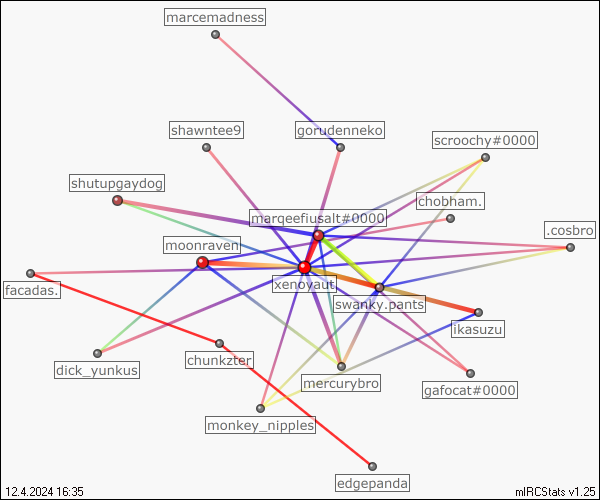 marcemadness
shawntee9
gorudenneko
scroochy#0000
shutupgaydog
chobham.
marqeefiusalt#0000
.cosbro
moonraven
xenoyaut
facadas.
swanky.pants
ikasuzu
chunkzter
dick_yunkus
mercurybro
gafocat#0000
monkey_nipples
edgepanda
12.4.2024 16:35
mIRCStats v1.25